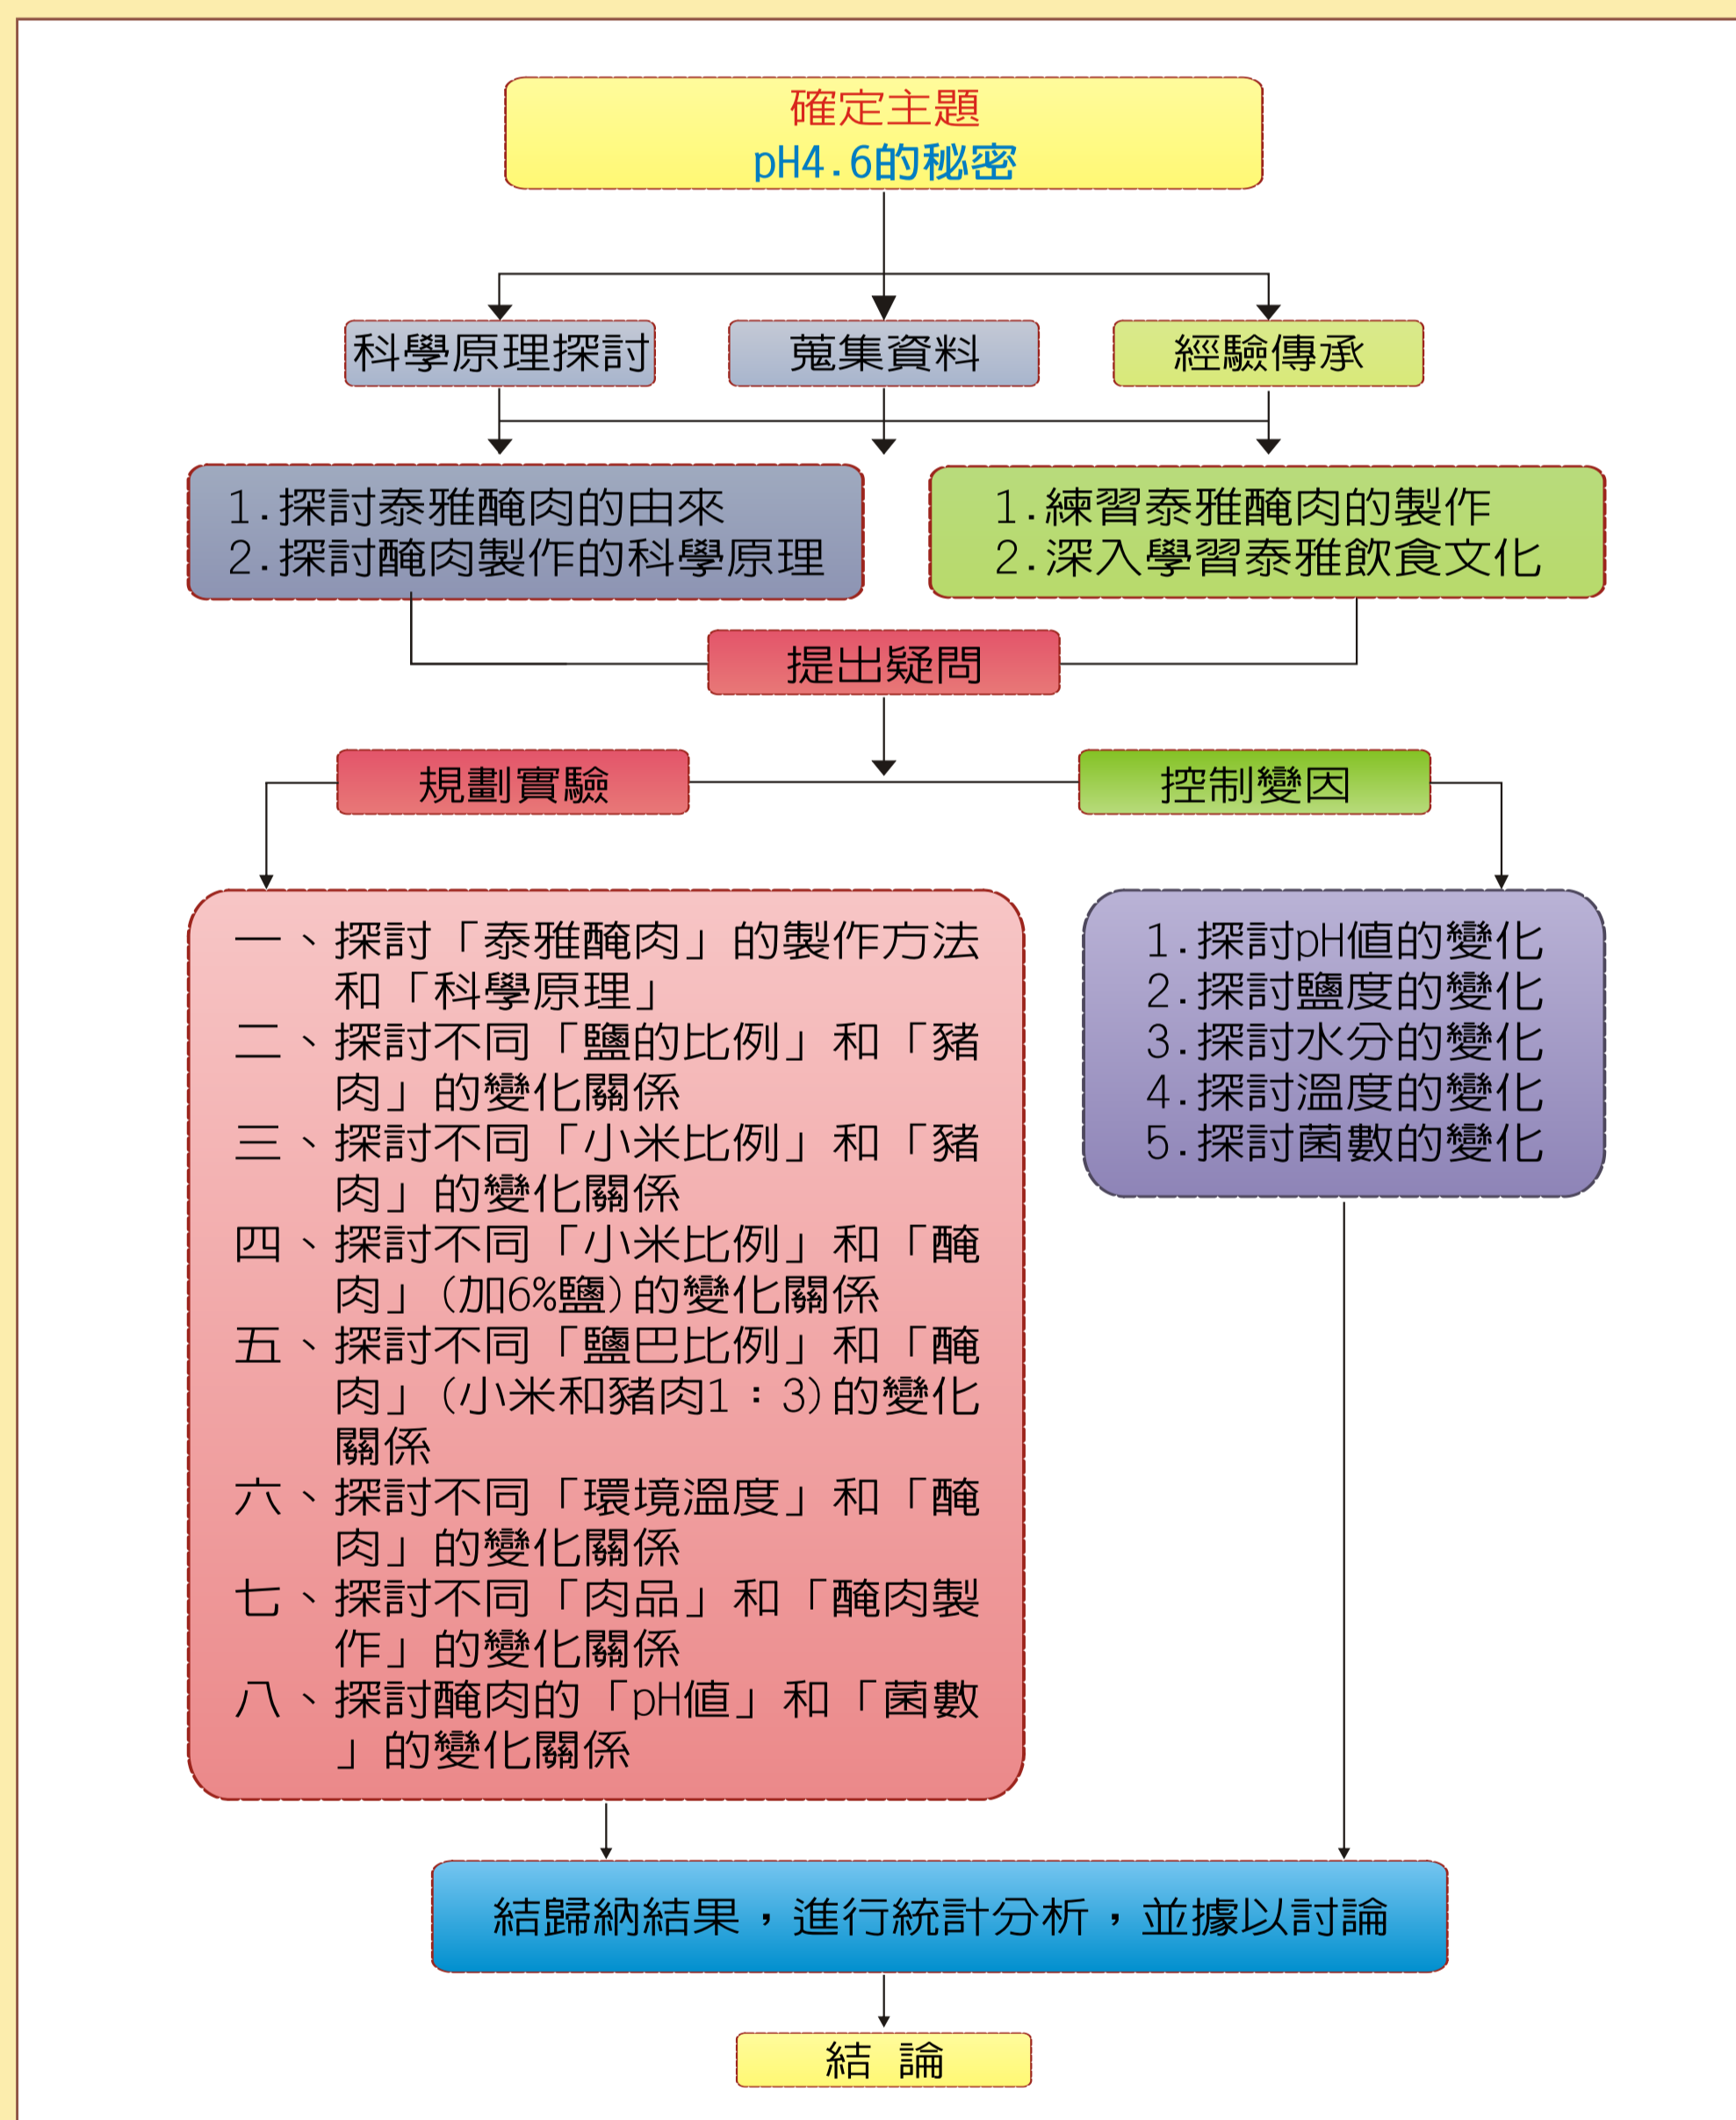 確定主題
pH4.6的秘密
科學原理探討
蒐集資料
經驗傳承
1.探討泰雅醃肉的由來
2.探討醃肉製作的科學原理
1.練習泰雅醃肉的製作
2.深入學習泰雅飲食文化
提出疑問
規劃實驗
控制變因
一、探討「泰雅醃肉」的製作方法
和「科學原理」
二、探討不同「鹽的比例」和「豬
肉」的變化關係
三、探討不同「小米比例」和「豬
肉」的變化關係
四、探討不同「小米比例」和「醃
肉」(加6%鹽)的變化關係
五、探討不同「鹽巴比例」和「醃
肉」(小米和豬肉1：3)的變化
關係
六、探討不同「環境溫度」和「醃
肉」的變化關係
七、探討不同「肉品」和「醃肉製
作」的變化關係
八、探討醃肉的「pH值」和「菌數
」的變化關係
1.探討pH值的變化
2.探討鹽度的變化
3.探討水分的變化
4.探討溫度的變化
5.探討菌數的變化
結歸納結果，進行統計分析，並據以討論
結 論